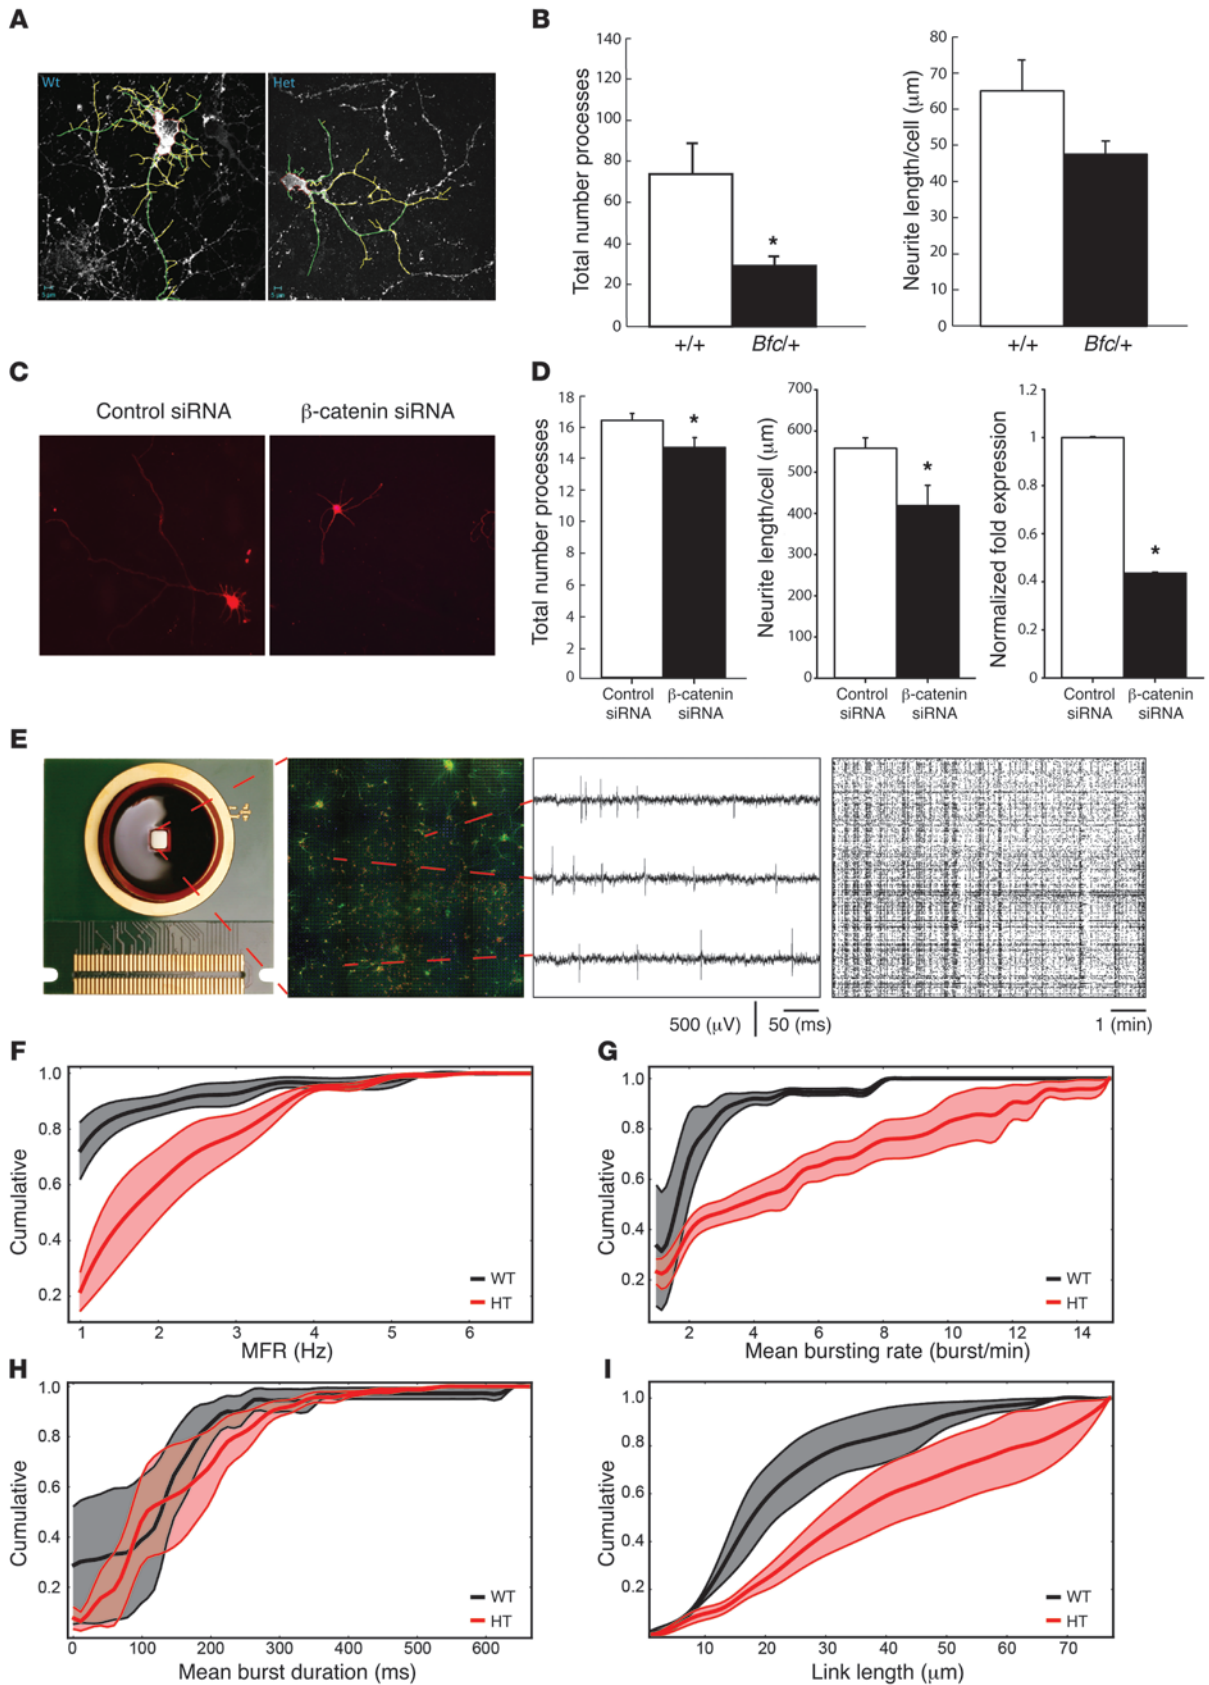 A
Wt
Het
5 μm
5 μm
B
Total number processes
140
120
100
80
60
40
20
0
*
+/+
Bfc/+
Neurite length/cell (μm)
80
70
60
50
40
30
20
10
0
+/+
Bfc/+
C
Control siRNA
β-catenin siRNA
D
Total number processes
18
16
14
12
10
8
6
4
2
0
*
Control
siRNA
β-catenin
siRNA
Neurite length/cell (μm)
700
600
500
400
300
200
100
0
*
Control
siRNA
β-catenin
siRNA
Normalized fold expression
1.2
1
0.8
0.6
0.4
0.2
0
*
Control
siRNA
β-catenin
siRNA
E
500 (μV)
50 (ms)
1 (min)
F
Cumulative
1.0
0.8
0.6
0.4
0.2
WT
HT
1 2 3 4 5 6
MFR (Hz)
G
Cumulative
1.0
0.8
0.6
0.4
0.2
WT
HT
2 4 6 8 10 12 14
Mean bursting rate (burst/min)
H
Cumulative
1.0
0.8
0.6
0.4
0.2
WT
HT
0 100 200 300 400 500 600
Mean burst duration (ms)
I
Cumulative
1.0
0.8
0.6
0.4
0.2
WT
HT
10 20 30 40 50 60 70
Link length (μm)